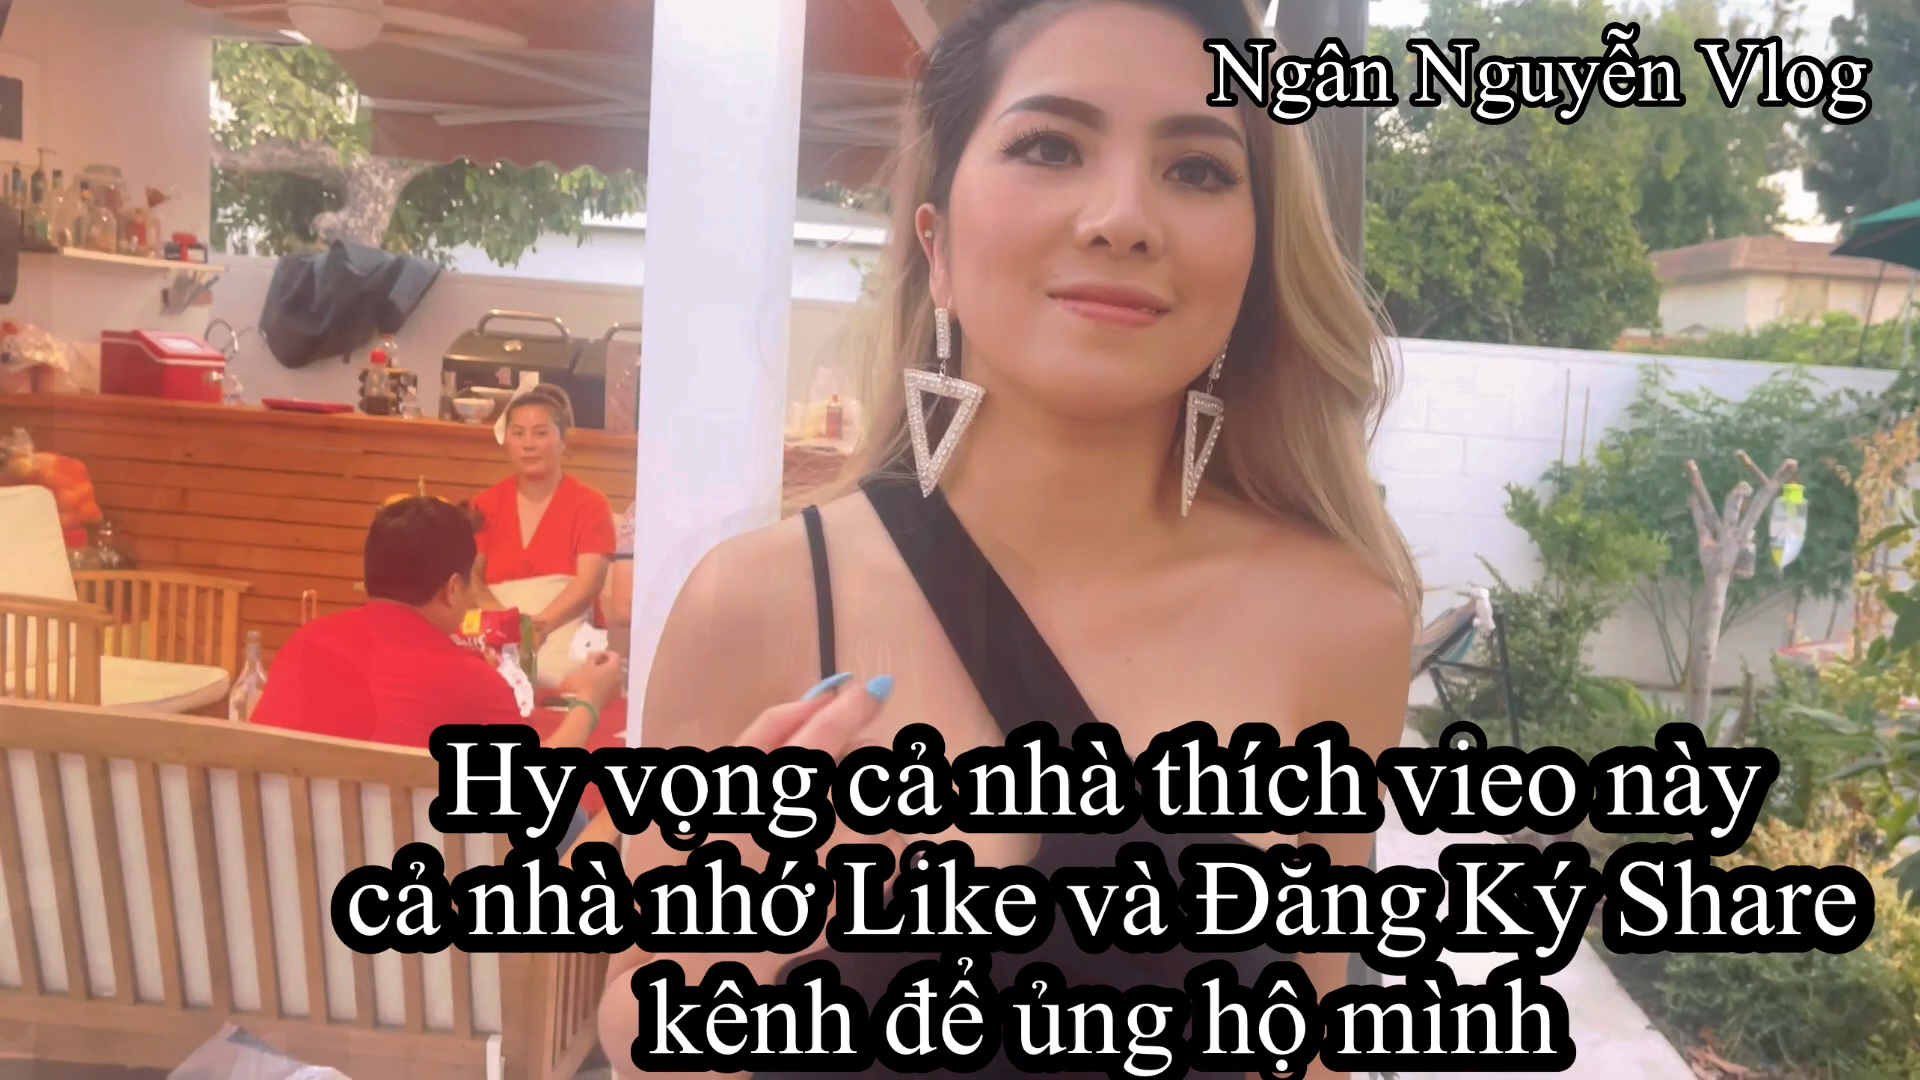 Ngân Nguyễn Vlog
Hy vọng cả nhà thích vieo này
cả nhà nhớ Like và Đăng Ký Share
kênh để ủng hộ mình